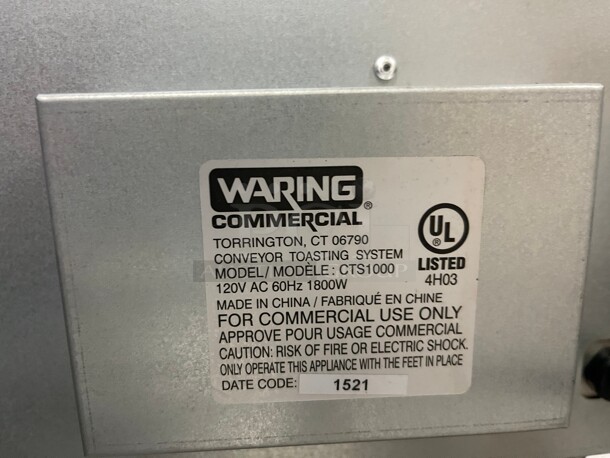 WARING ®
COMMERCIAL
TORRINGTON, CT 06790
CONVEYOR TOASTING SYSTEM
MODEL/ MODÈLE: CTS1000
120V AC 60Hz 1800W
MADE IN CHINA / FABRIQUÉ EN CHINE
FOR COMMERCIAL USE ONLY
APPROVE POUR USAGE COMMERCIAL
CAUTION: RISK OF FIRE OR ELECTRIC SHOCK.
ONLY OPERATE THIS APPLIANCE WITH THE FEET IN PLACE
DATE CODE: 1521
UL ®
LISTED
4H03